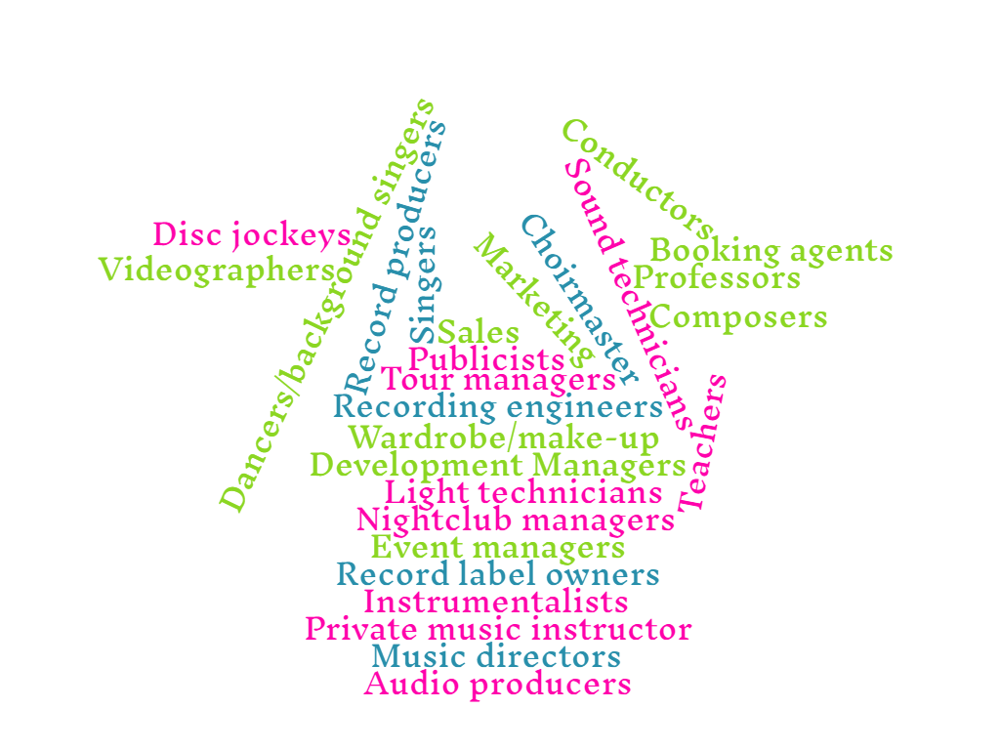 Dancers/background singers
Record producers
Singers
Conductors
Sound technicians
Choirmaster
Marketing
Disc jockeys
Videographers
Booking agents
Professors
Composers
Sales
Publicists
Tour managers
Teachers
Recording engineers
Wardrobe/make-up
Development Managers
Light technicians
Nightclub managers
Event managers
Record label owners
Instrumentalists
Private music instructor
Music directors
Audio producers